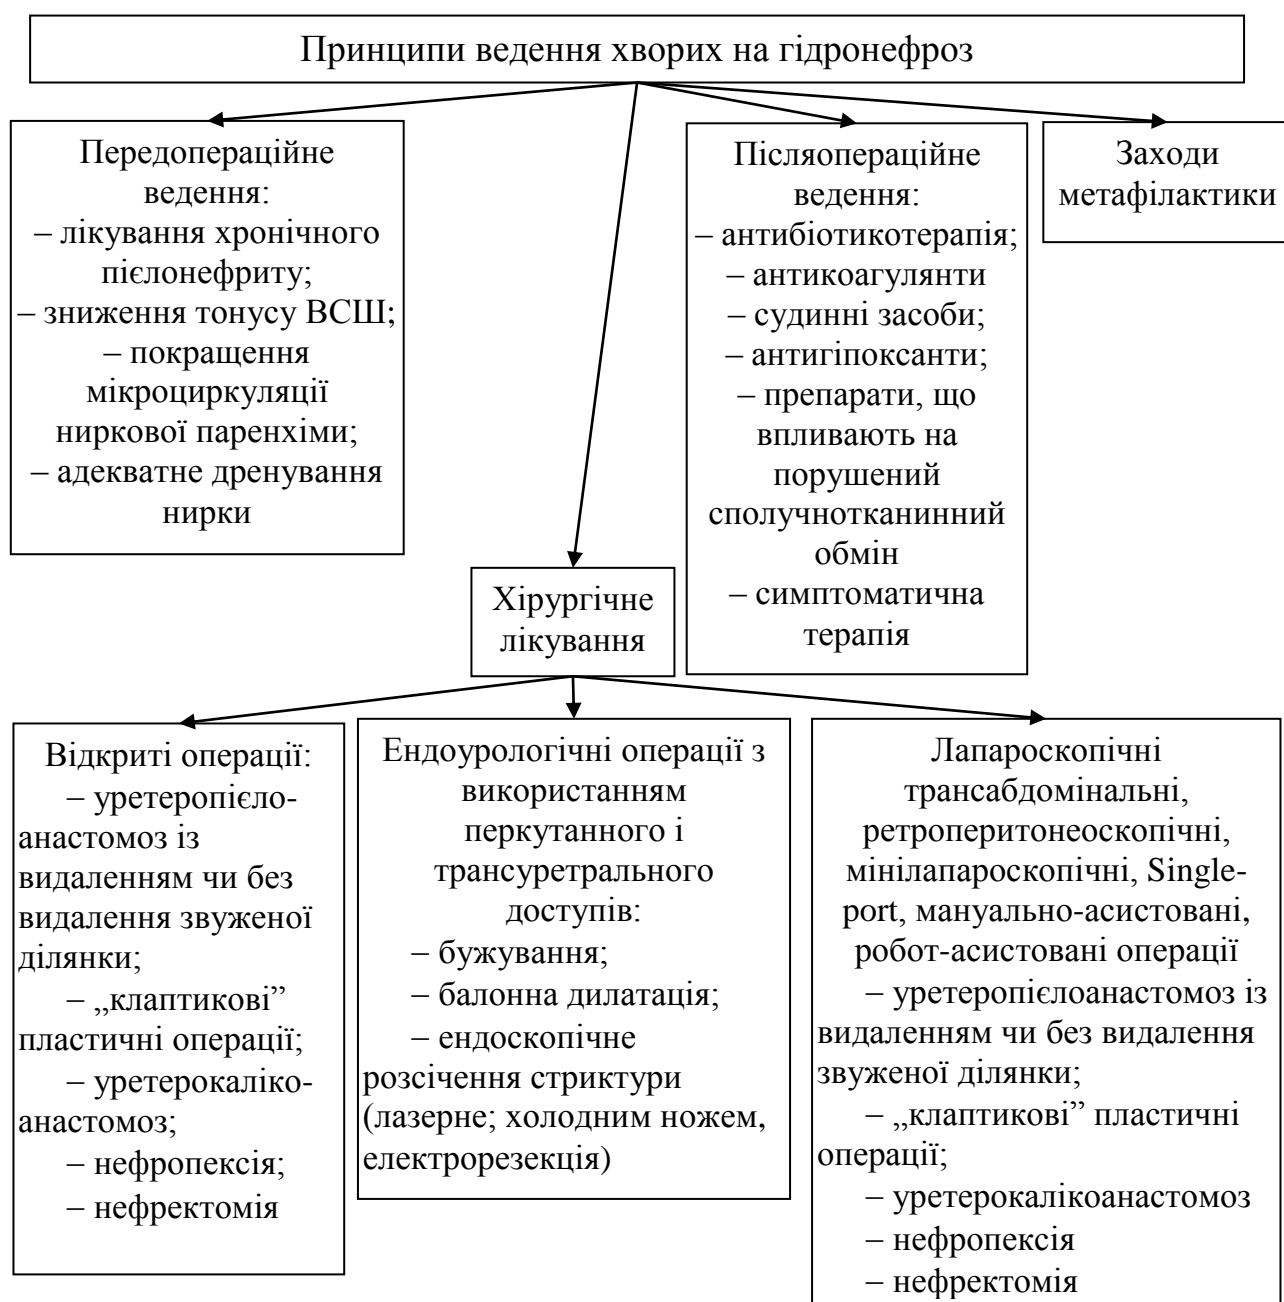 Принципи ведення хворих на гідронефроз
Передопераційне
ведення:
– лікування хронічного
пієлонефриту;
– зниження тонусу ВСШ;
– покращення
мікроциркуляції
ниркової паренхіми;
– адекватне дренування
нирки
Хірургічне
лікування
Післяопераційне
ведення:
– антибіотикотерапія;
– антикоагулянти
– судинні засоби;
– антигіпоксанти;
– препарати, що
впливають на
порушений
сполучнотканинний
обмін
– симптоматична
терапія
Заходи
метафілактики
Відкриті операції:
– уретеропієло-
анастомоз із
видаленням чи без
видалення звуженої
ділянки;
– „клаптикові”
пластичні операції;
– уретерокаліко-
анастомоз;
– нефропексія;
– нефректомія
Ендоурологічні операції з
використанням
перкутанного і
трансуретрального
доступів:
– бужування;
– балонна дилатація;
– ендоскопічне
розсічення стриктури
(лазерне; холодним ножем,
електрорезекція)
Лапароскопічні
трансабдомінальні,
ретроперитонеоскопічні,
мінілапароскопічні, Single-
port, мануально-асистовані,
робот-асистовані операції
– уретеропієлоанастомоз із
видаленням чи без видалення
звуженої ділянки;
– „клаптикові” пластичні
операції;
– уретерокалікоанастомоз
– нефропексія
– нефректомія